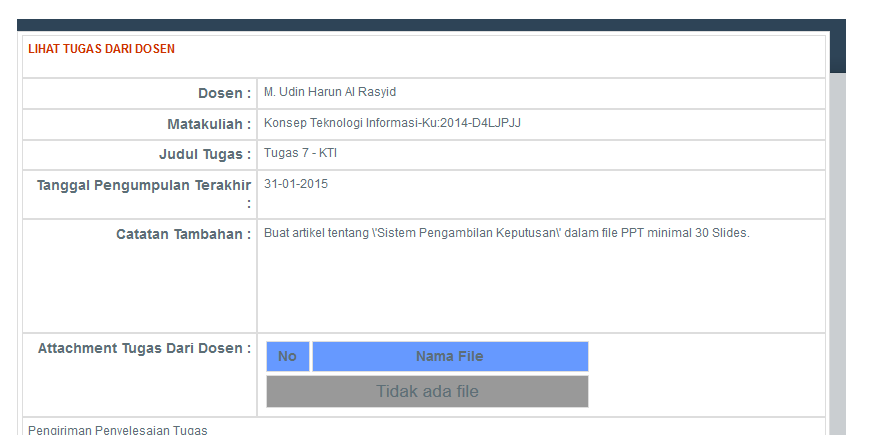 LIHAT TUGAS DARI DOSEN
Dosen : M. Udin Harun Al Rasyid
Matakuliah : Konsep Teknologi Informasi-Ku:2014-D4LJPJJ
Judul Tugas : Tugas 7 - KTI
Tanggal Pengumpulan Terakhir 31-01-2015
:
Catatan Tambahan : Buat artikel tentang \'Sistem Pengambilan Keputusan\' dalam file PPT minimal 30 Slides.
Attachment Tugas Dari Dosen :
No Nama File
Tidak ada file
Pengiriman Penyelesaian Tugas